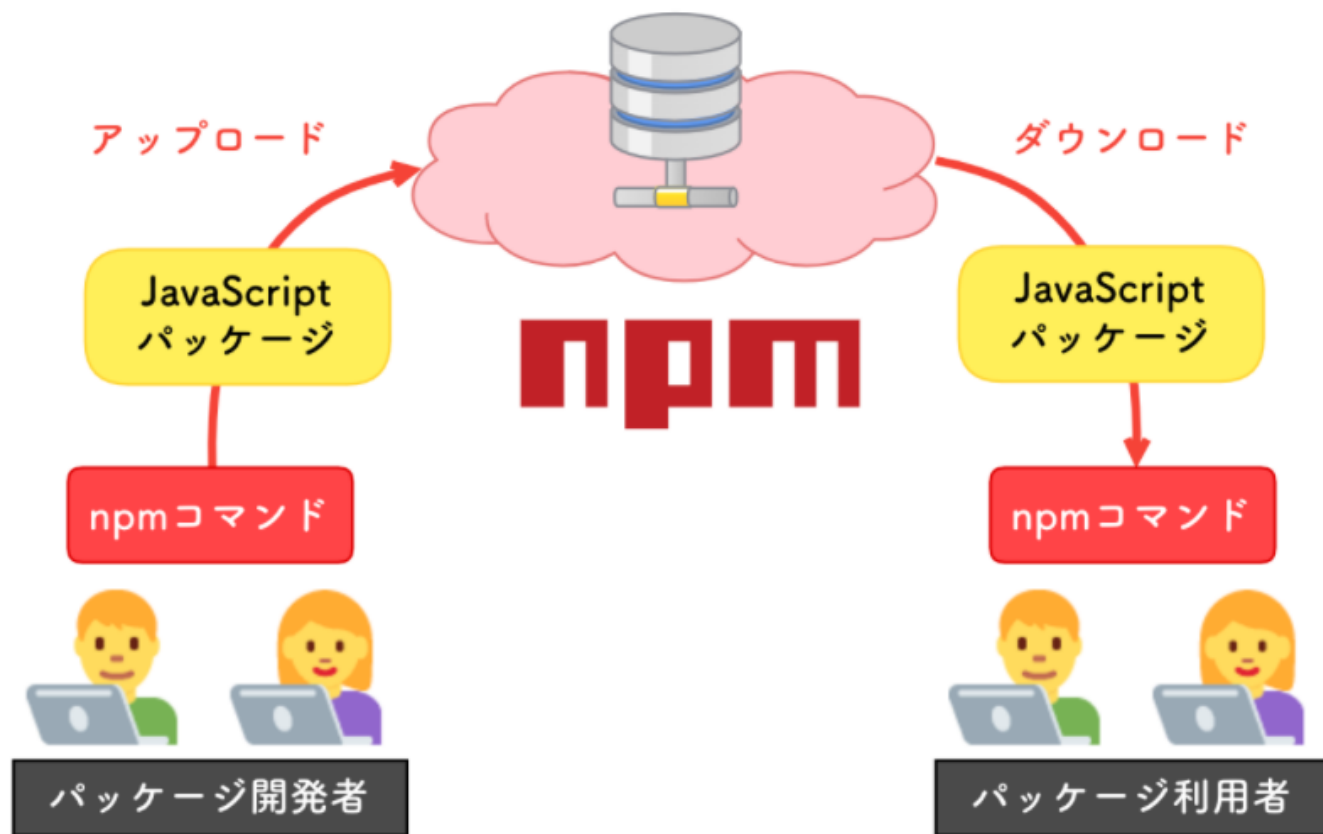 アップロード
ダウンロード
JavaScript
パッケージ
JavaScript
パッケージ
npm
npmコマンド
npmコマンド
パッケージ開発者
パッケージ利用者